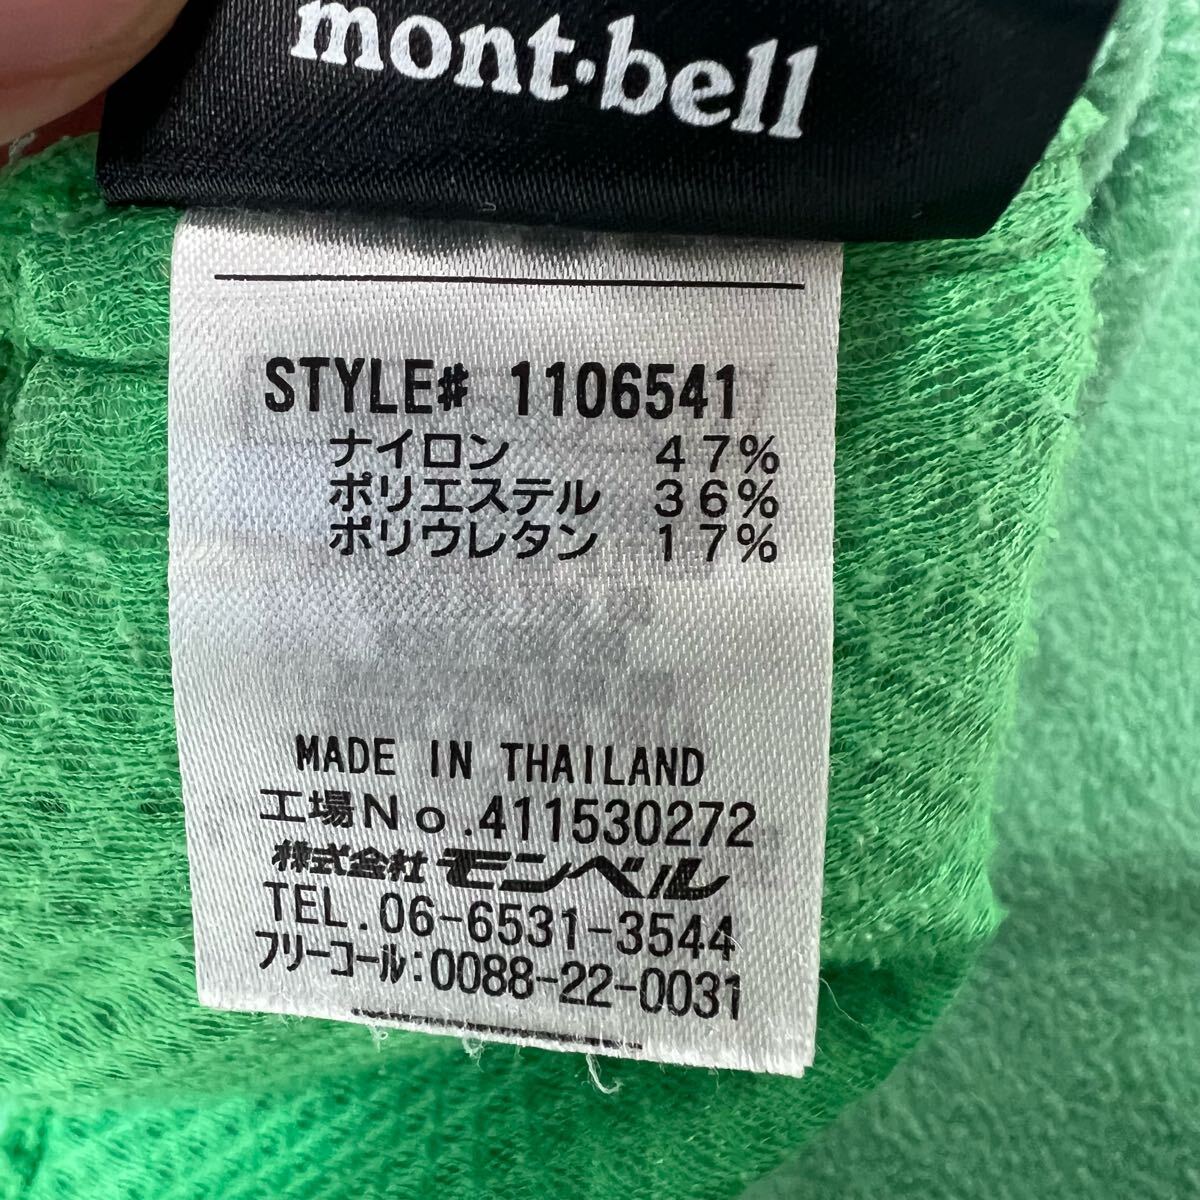 mont·bell
STYLE# 1106541
ナイロン 47%
ポリエステル 36%
ポリウレタン 17%
MADE IN THAILAND
工場No.411530272
株式会社モンベル
TEL.06-6531-3544
フリーコール:0088-22-0031